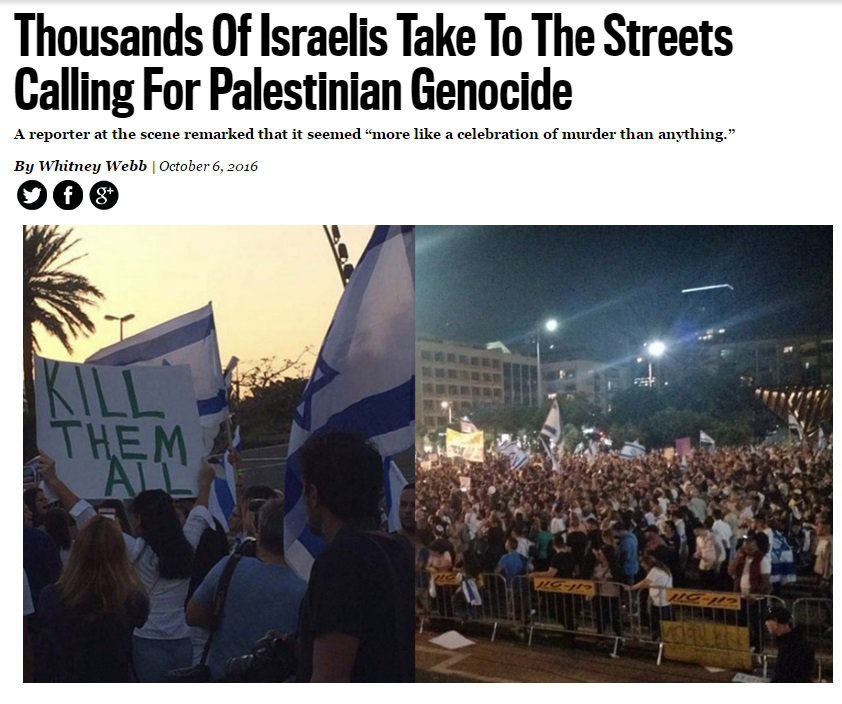 Thousands Of Israelis Take To The Streets
Calling For Palestinian Genocide
A reporter at the scene remarked that it seemed “more like a celebration of murder than anything.”
By Whitney Webb | October 6, 2016
f g+
KILL
THEM
ALL